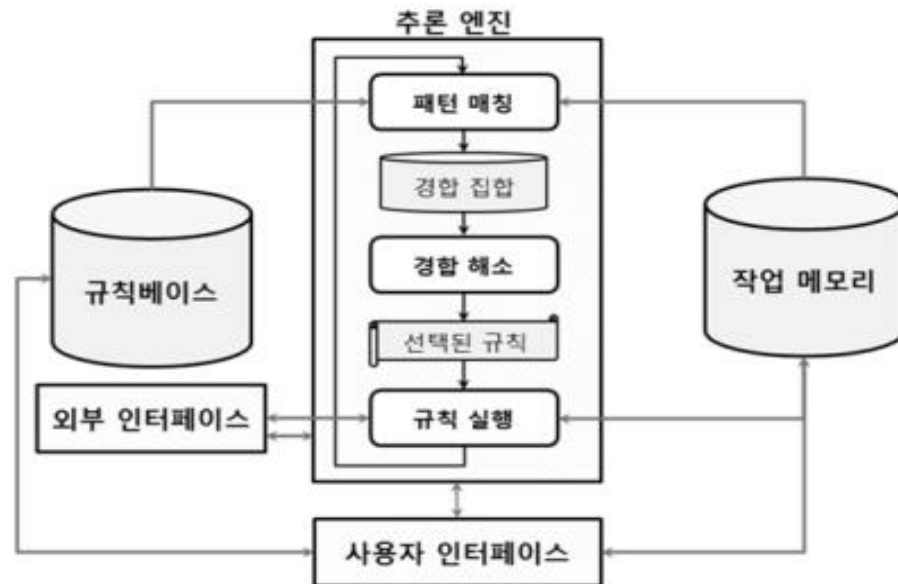 추론 엔진
패턴 매칭
경합 집합
경합 해소
선택된 규칙
규칙 실행
규칙베이스
작업 메모리
외부 인터페이스
사용자 인터페이스